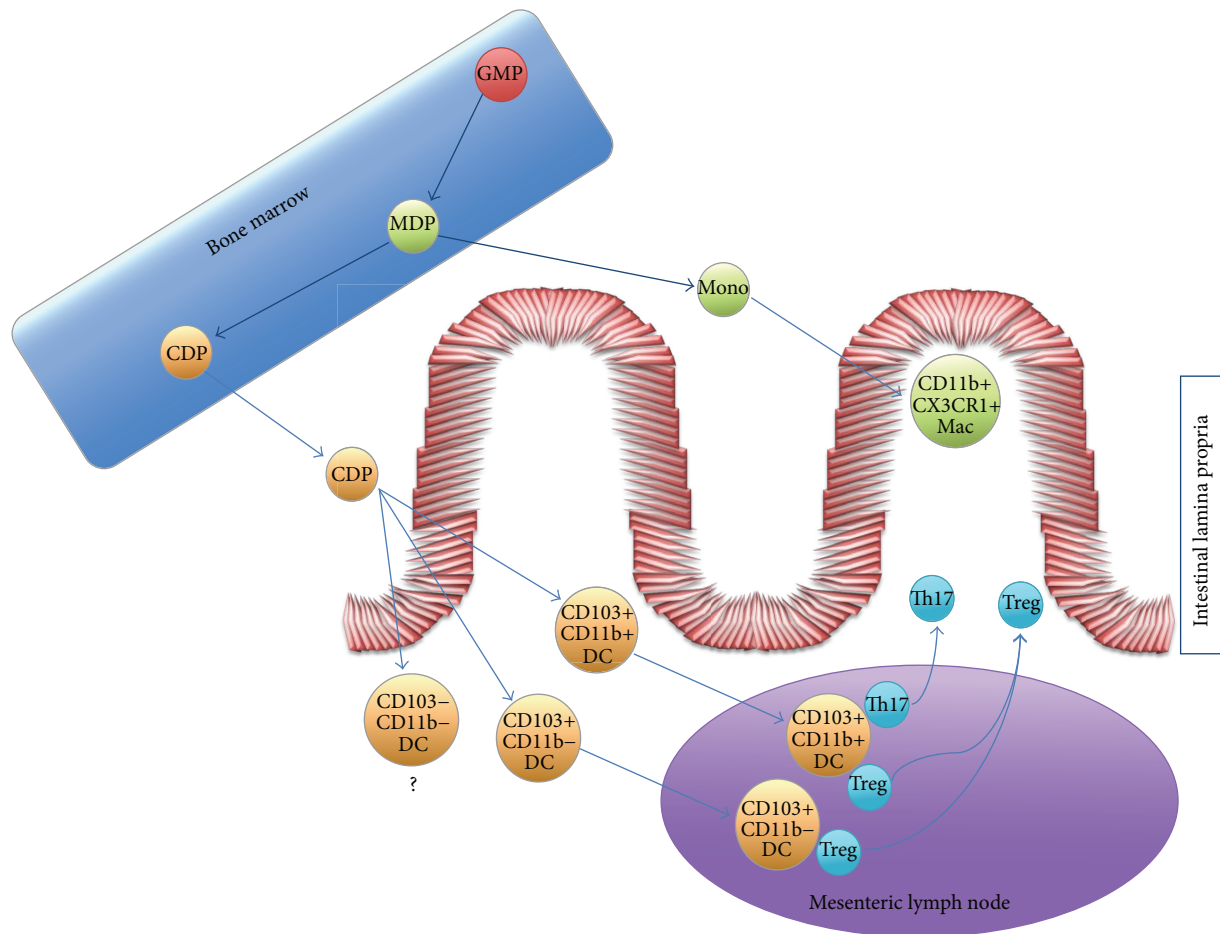 GMP
Bone marrow
MDP
Mono
CDP
CD11b+
CX3CR1+
Mac
CDP
Intestinal lamina propria
Th17
Treg
CD103+
CD11b+
DC
CD103−
CD11b−
DC
?
CD103+
CD11b−
DC
CD103+
CD11b+
DC
Th17
Treg
CD103+
CD11b−
DC
Treg
Mesenteric lymph node